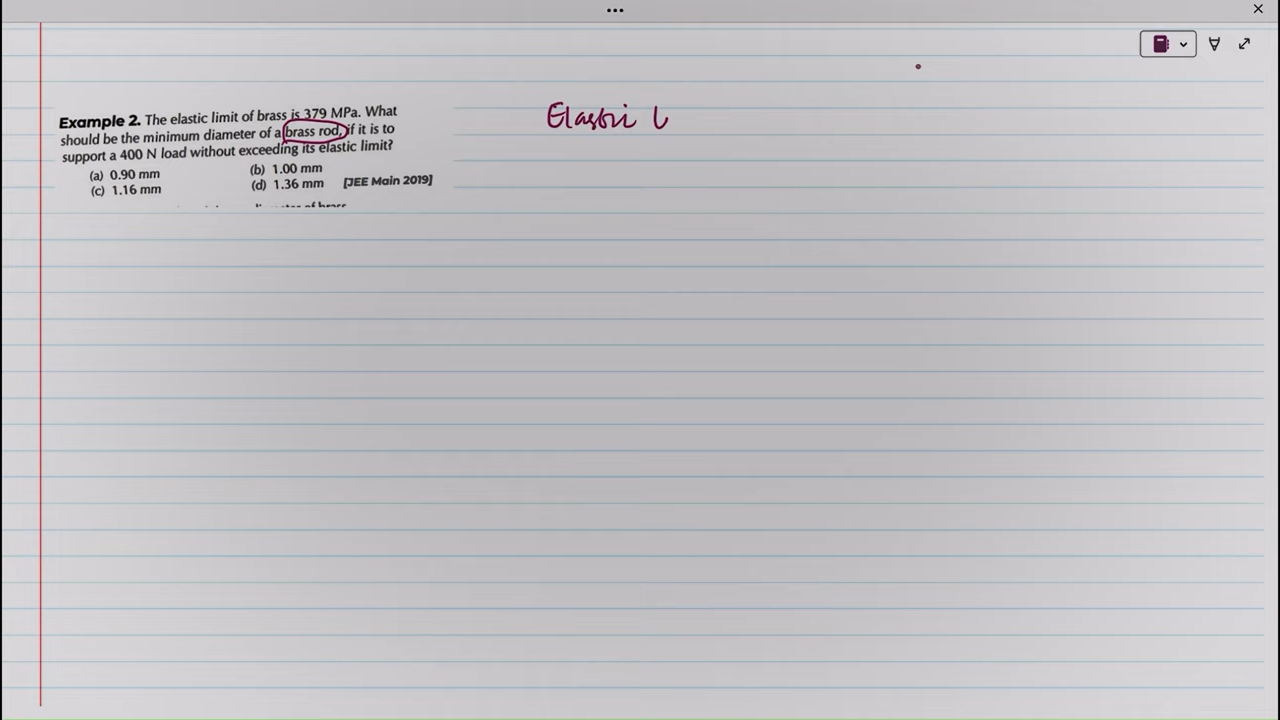 Example 2. The elastic limit of brass is 379 MPa. What
should be the minimum diameter of a brass rod, if it is to
support a 400 N load without exceeding its elastic limit?
(a) 0.90 mm (b) 1.00 mm
(c) 1.16 mm (d) 1.36 mm [JEE Main 2019]
of brass
Elastic L